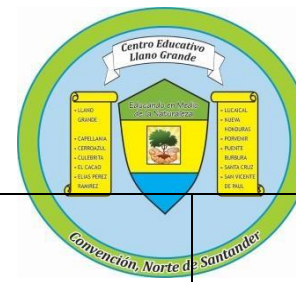 Centro Educativo
Llano Grande
Educando en Medio
de la Naturaleza
• LLANO
GRANDE
• CAPELLANIA
• CERROAZUL
• CULEBRITA
• EL CACAO
• ELIAS PEREZ
RAMIREZ
• LUCAICAL
• NUEVA
HONDURAS
• PORVENIR
• PUENTE
BURBURA
• SANTA CRUZ
• SAN VICENTE
DE PAUL
Convención, Norte de Santander